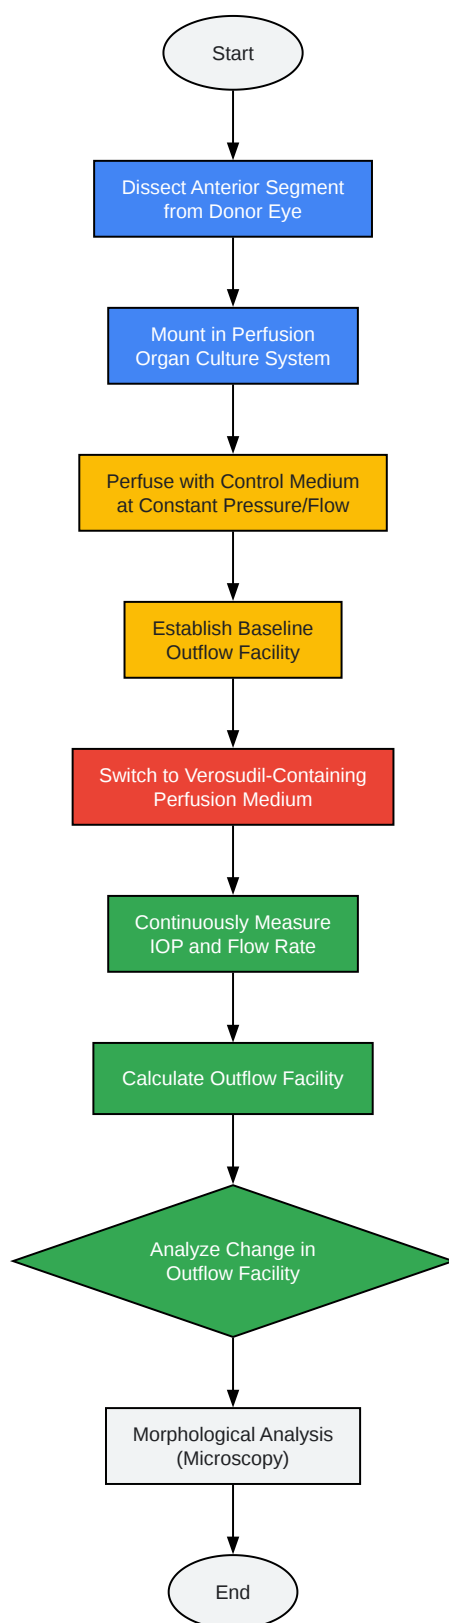 Start
Dissect Anterior Segment
from Donor Eye
Mount in Perfusion
Organ Culture System
Perfuse with Control Medium
at Constant Pressure/Flow
Establish Baseline
Outflow Facility
Switch to Verosudil-Containing
Perfusion Medium
Continuously Measure
IOP and Flow Rate
Calculate Outflow Facility
Analyze Change in
Outflow Facility
Morphological Analysis
(Microscopy)
End